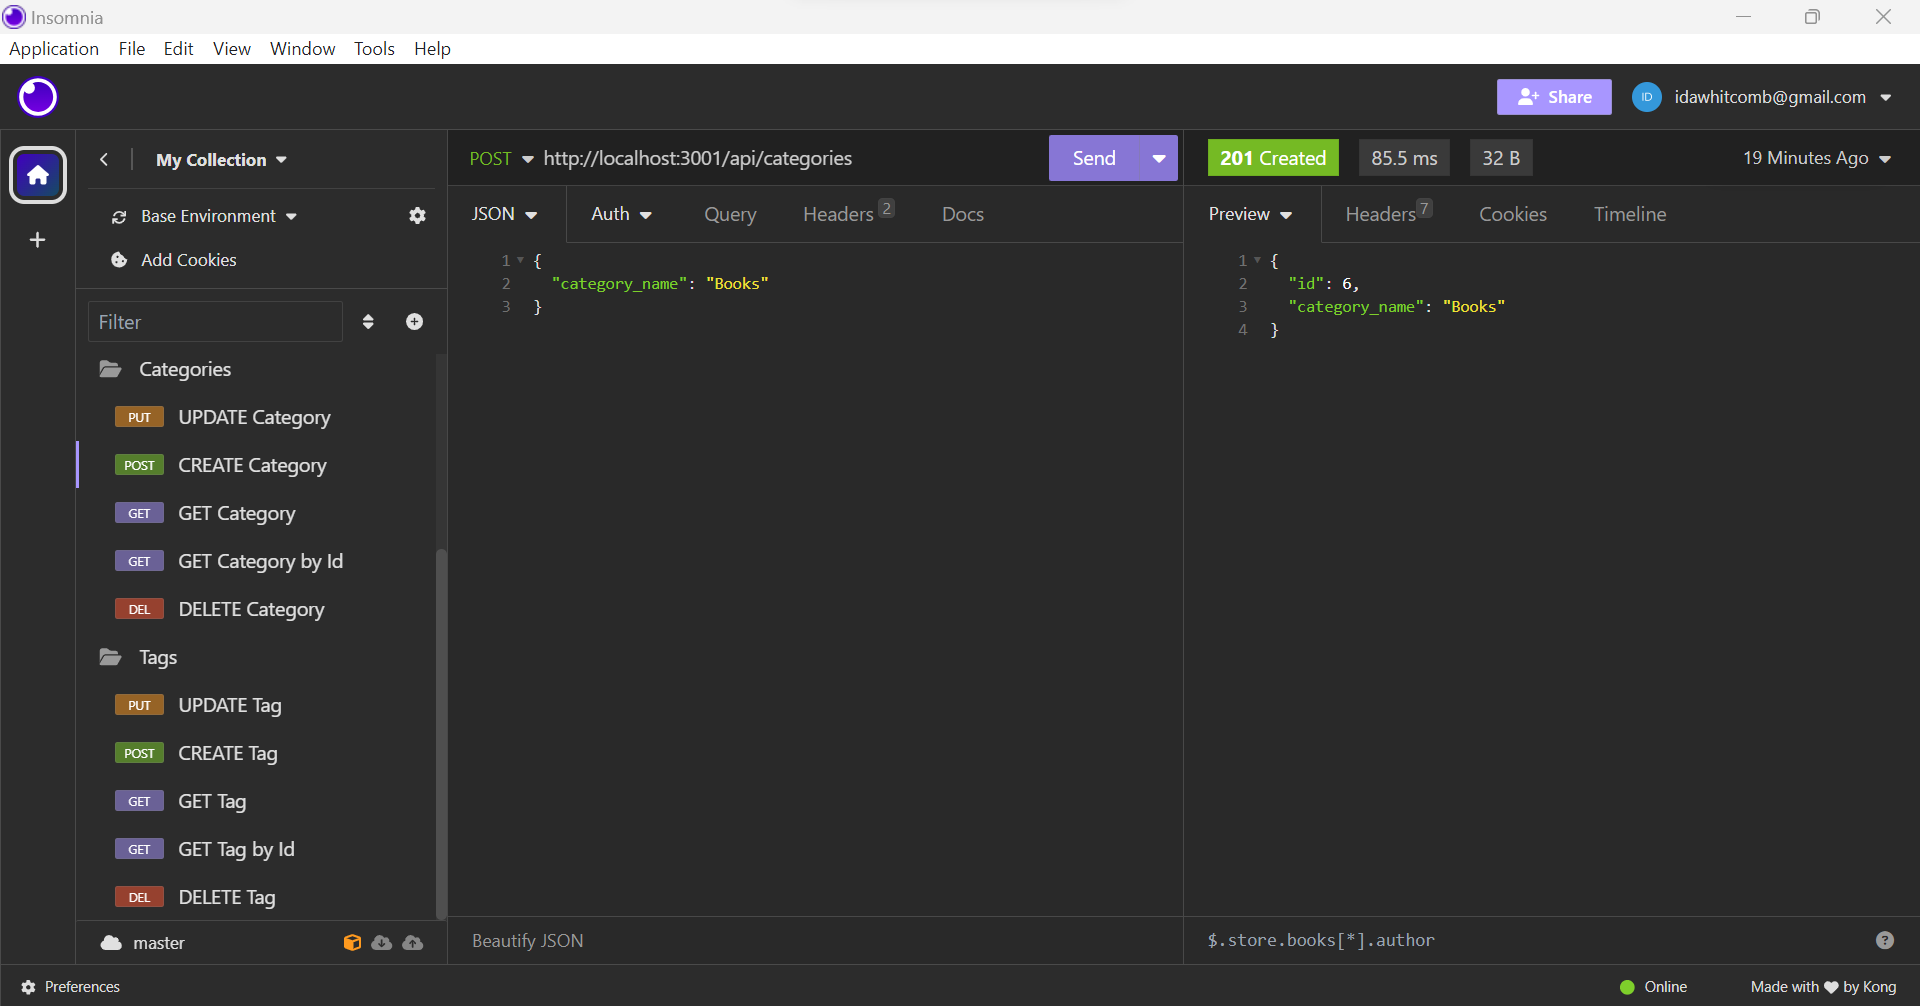 Insomnia
Application File Edit View Window Tools Help
Share
ID
idawhitcomb@gmail.com
My Collection
Base Environment
Add Cookies
Filter
Categories
PUT UPDATE Category
POST CREATE Category
GET GET Category
GET GET Category by Id
DEL DELETE Category
Tags
PUT UPDATE Tag
POST CREATE Tag
GET GET Tag
GET GET Tag by Id
DEL DELETE Tag
master
POST http://localhost:3001/api/categories
Send
JSON Auth Query Headers 2 Docs
1 {
2 "category_name": "Books"
3 }
Beautify JSON
201 Created 85.5 ms 32 B 19 Minutes Ago
Preview Headers 7 Cookies Timeline
1 {
2 "id": 6,
3 "category_name": "Books"
4 }
$.store.books[*].author
?
Preferences
Online
Made with ♥ by Kong